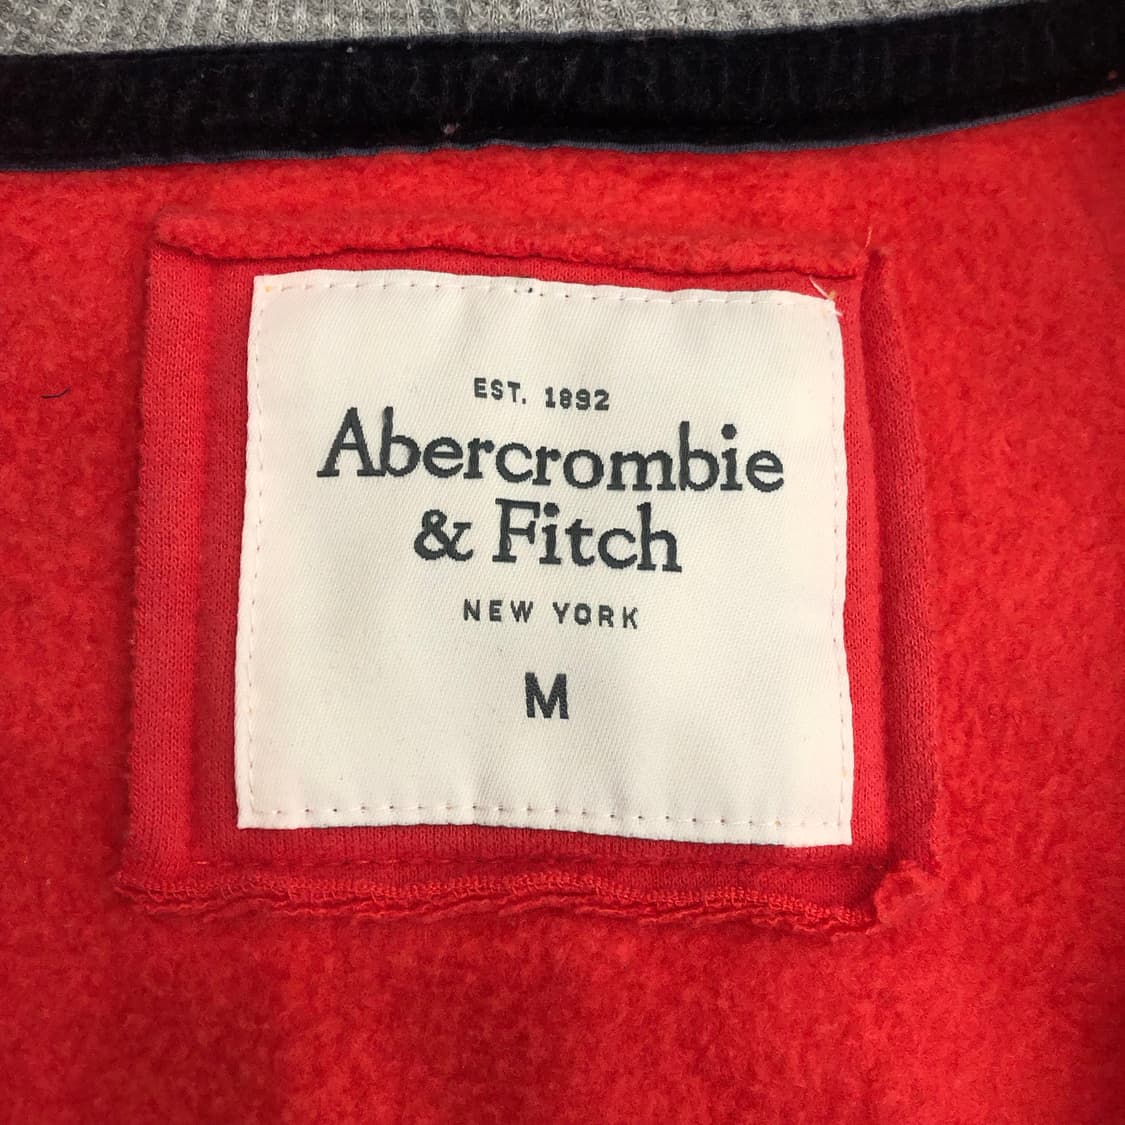 EST. 1892
Abercrombie
& Fitch
NEW YORK
M